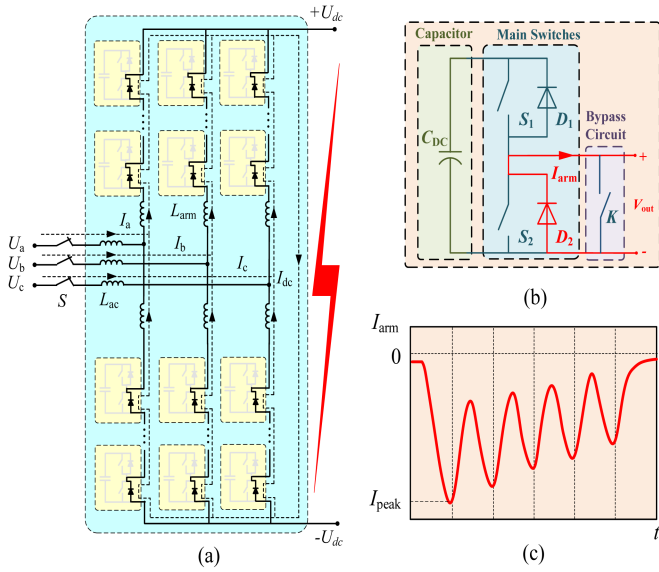 +U_dc
I_a
L_arm
I_b
I_c
I_dc
U_a
U_b
U_c
S
L_ac
-U_dc
(a)
Capacitor
Main Switches
Bypass
Circuit
C_DC
S_1
D_1
I_arm
K
+
V_out
-
S_2
D_2
(b)
I_arm
0
I_peak
t
(c)